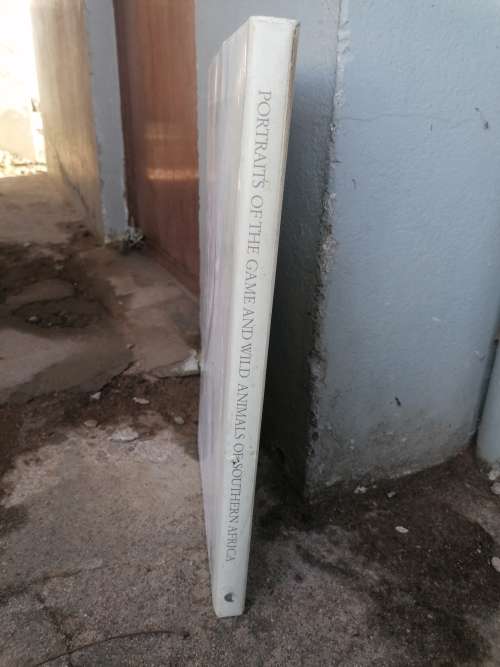 PORTRAITS OF THE GAME AND WILD ANIMALS OF SOUTHERN AFRICA